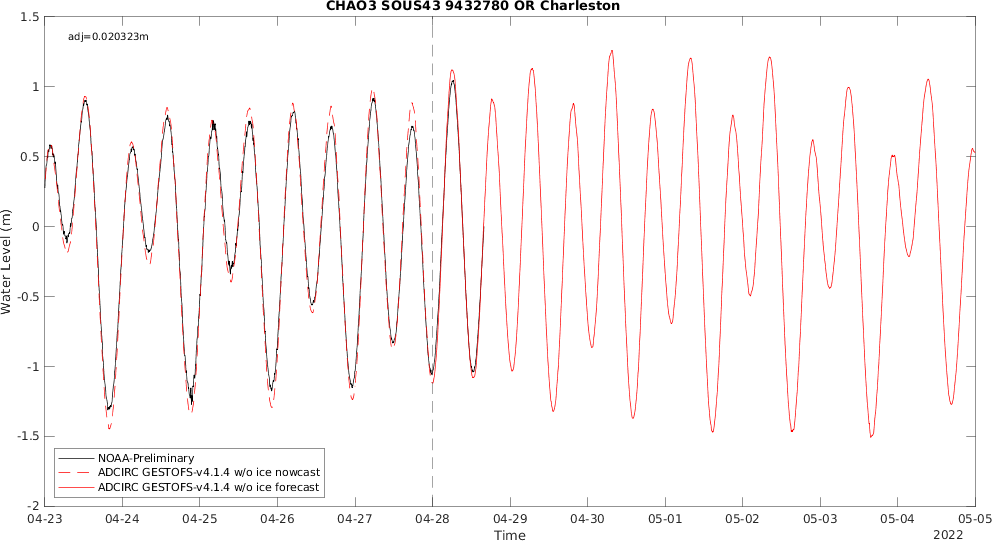 CHAO3 SOUS43 9432780 OR Charleston
1.5
adj=0.020323m
1
0.5
0
-0.5
-1
-1.5
-2
Water Level (m)
NOAA-Preliminary
ADCIRC GESTOFS-v4.1.4 w/o ice nowcast
ADCIRC GESTOFS-v4.1.4 w/o ice forecast
04-23 04-24 04-25 04-26 04-27 04-28 04-29 04-30 05-01 05-02 05-03 05-04 05-05
Time
2022